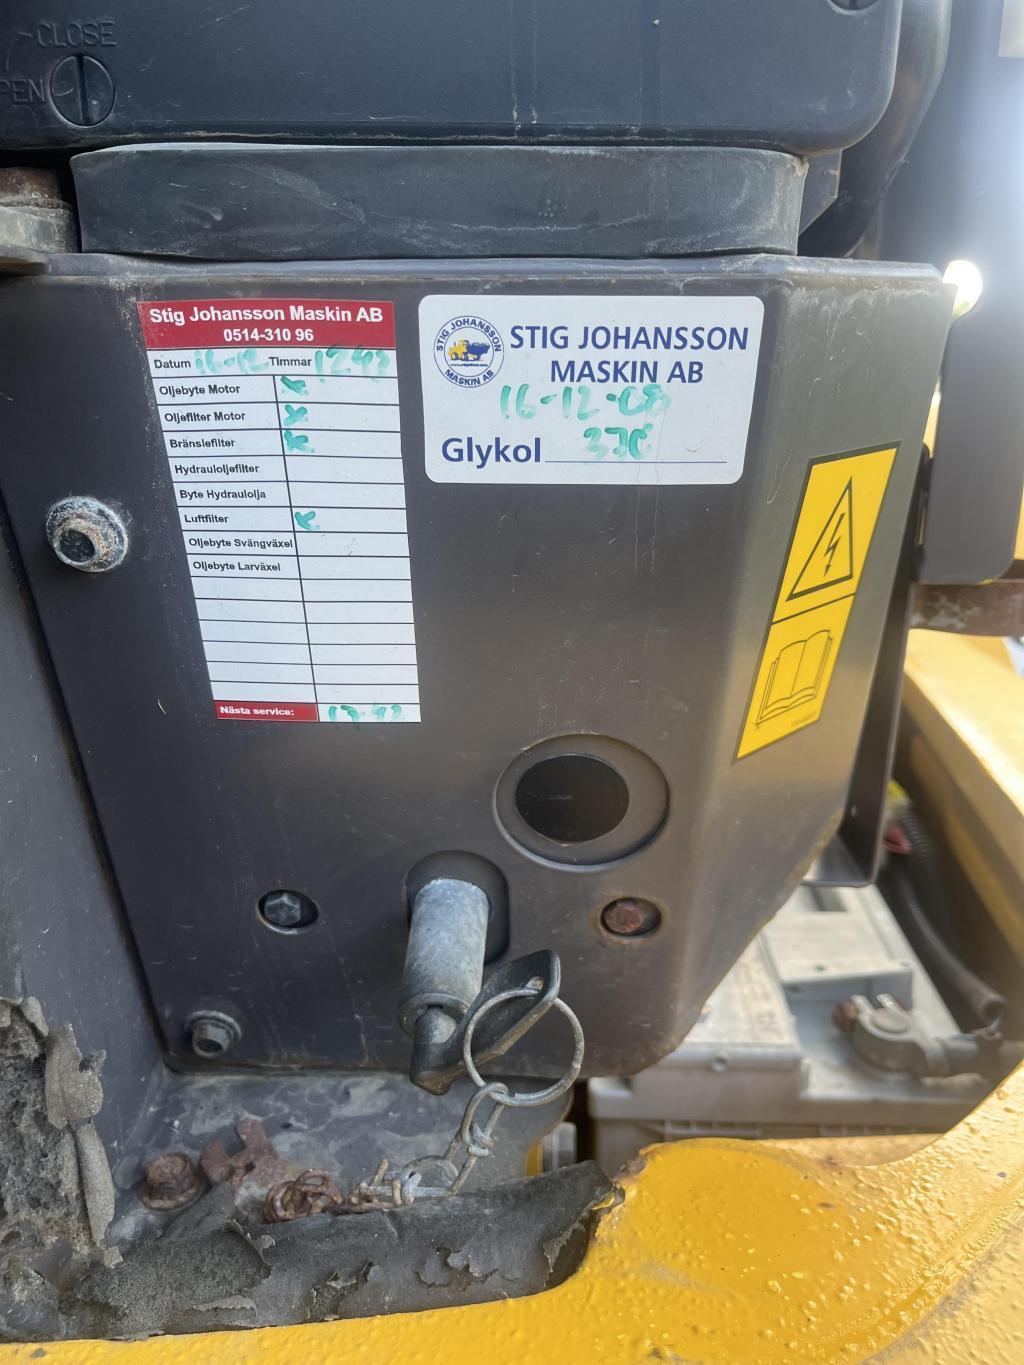 CLOSE
PEN
Stig Johansson Maskin AB
0514-310 96
Datum 16-12 Timmar 1242
Oljebyte Motor x
Oljefilter Motor x
Bränslefilter x
Hydrauloljefilter
Byte Hydraulolja
Luftfilter x
Oljebyte Svängväxel
Oljebyte Larväxel
Nästa service:
STIG JOHANSSON
MASKIN AB
STIG JOHANSSON
MASKIN AB
16-12-08
Glykol